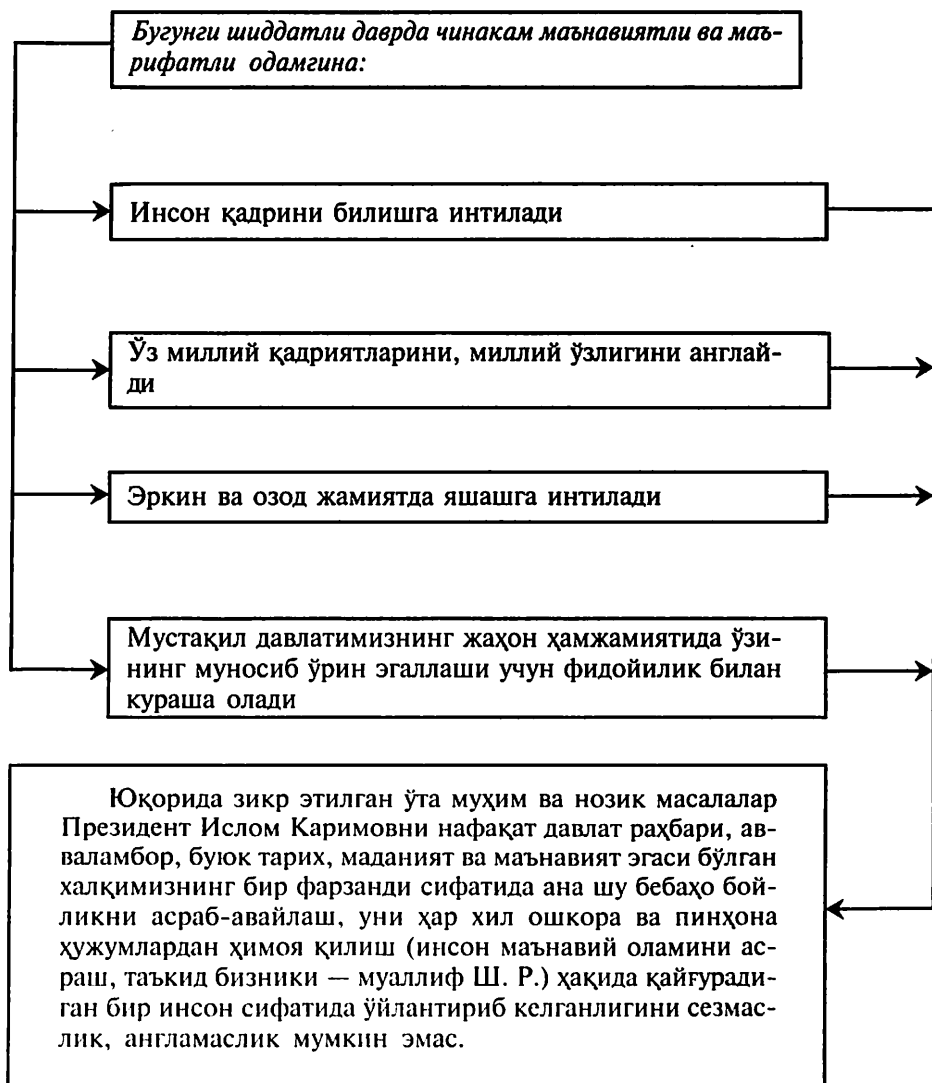 Бугунги шиддатли даврда чинакам маънавиятли ва маъ-
рифатли одамгина:
Инсон қадрини билишга интилади
Ўз миллий қадриятларини, миллий ўзлигини англай-
ди
Эркин ва озод жамиятда яшашга интилади
Мустақил давлатимизнинг жаҳон ҳамжамиятида ўзи-
нинг муносиб ўрин эгаллаши учун фидойилик билан
кураша олади
Юқорида зикр этилган ўта муҳим ва нозик масалалар
Президент Ислом Каримовни нафақат давлат раҳбари, ав-
валамбор, буюк тарих, маданият ва маънавият эгаси бўлган
халқимизнинг бир фарзанди сифатида ана шу бебаҳо бой-
ликни асраб-авайлаш, уни ҳар хил ошкора ва пинҳона
ҳужумлардан ҳимоя қилиш (инсон маънавий оламини ас-
раш, таъкид бизники — муаллиф Ш. Р.) ҳақида қайғуради-
ган бир инсон сифатида ўйлантириб келганлигини сезмас-
лик, англамаслик мумкин эмас.